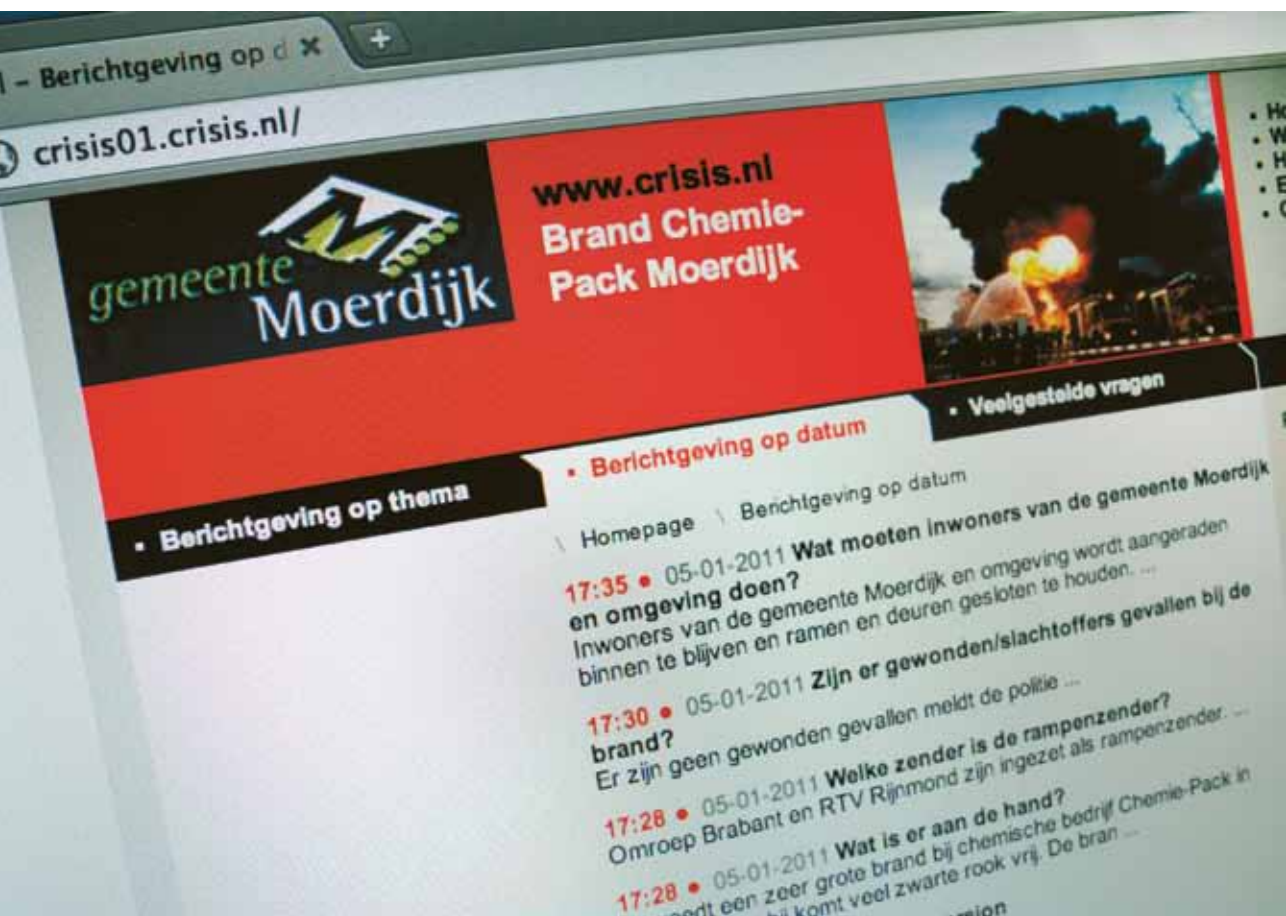 – Berichtgeving op d
crisis01.crisis.nl/
gemeente
Moerdijk
www.crisis.nl
Brand Chemie-
Pack Moerdijk
• Berichtgeving op thema
• Berichtgeving op datum
• Veelgestelde vragen
\ Homepage \ Berichtgeving op datum
17:35 • 05-01-2011 Wat moeten inwoners van de gemeente Moerdijk
en omgeving doen?
Inwoners van de gemeente Moerdijk en omgeving wordt aangeraden
binnen te blijven en ramen en deuren gesloten te houden. ...
17:30 • 05-01-2011 Zijn er gewonden/slachtoffers gevallen bij de
brand?
Er zijn geen gewonden gevallen meldt de politie ...
17:28 • 05-01-2011 Welke zender is de rampenzender?
Omroep Brabant en RTV Rijnmond zijn ingezet als rampenzender. ...
17:28 • 05-01-2011 Wat is er aan de hand?
een zeer grote brand bij chemische bedrijf Chemie-Pack in
komt veel zwarte rook vrij. De bran ...